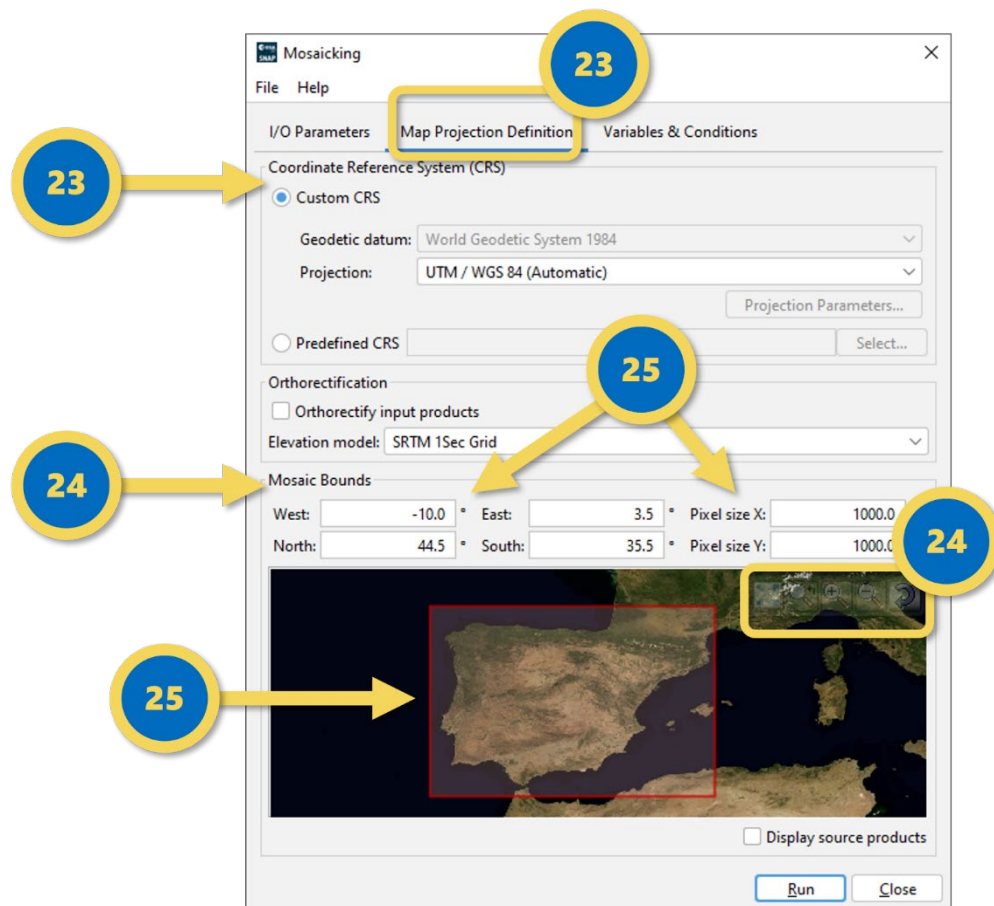 23
SNAP Mosaicking
File Help
I/O Parameters Map Projection Definition Variables & Conditions
23
Coordinate Reference System (CRS)
Custom CRS
Geodetic datum: World Geodetic System 1984
Projection: UTM / WGS 84 (Automatic)
Projection Parameters...
Predefined CRS Select...
25
Orthorectification
Orthorectify input products
Elevation model: SRTM 1Sec Grid
24
Mosaic Bounds
West: -10.0 ° East: 3.5 ° Pixel size X: 1000.0
North: 44.5 ° South: 35.5 ° Pixel size Y: 1000.0
24
25
Display source products
Run Close